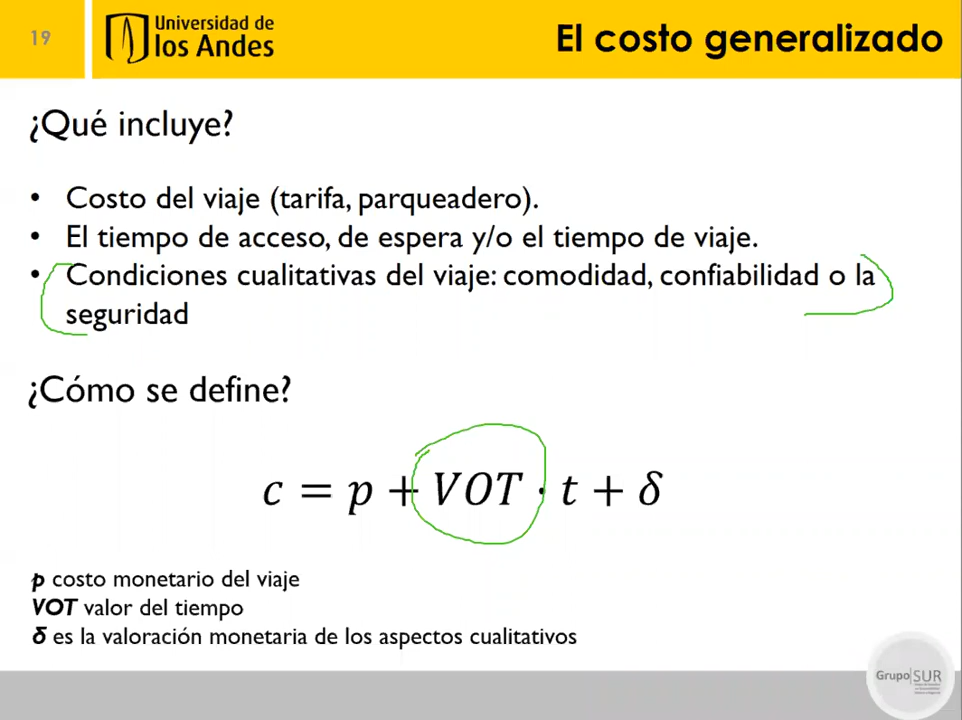 19
Universidad de
los Andes
El costo generalizado
¿Qué incluye?
• Costo del viaje (tarifa, parqueadero).
• El tiempo de acceso, de espera y/o el tiempo de viaje.
• Condiciones cualitativas del viaje: comodidad, confiabilidad o la
seguridad
¿Cómo se define?
c = p + VOT · t + δ
p costo monetario del viaje
VOT valor del tiempo
δ es la valoración monetaria de los aspectos cualitativos
Grupo|SUR